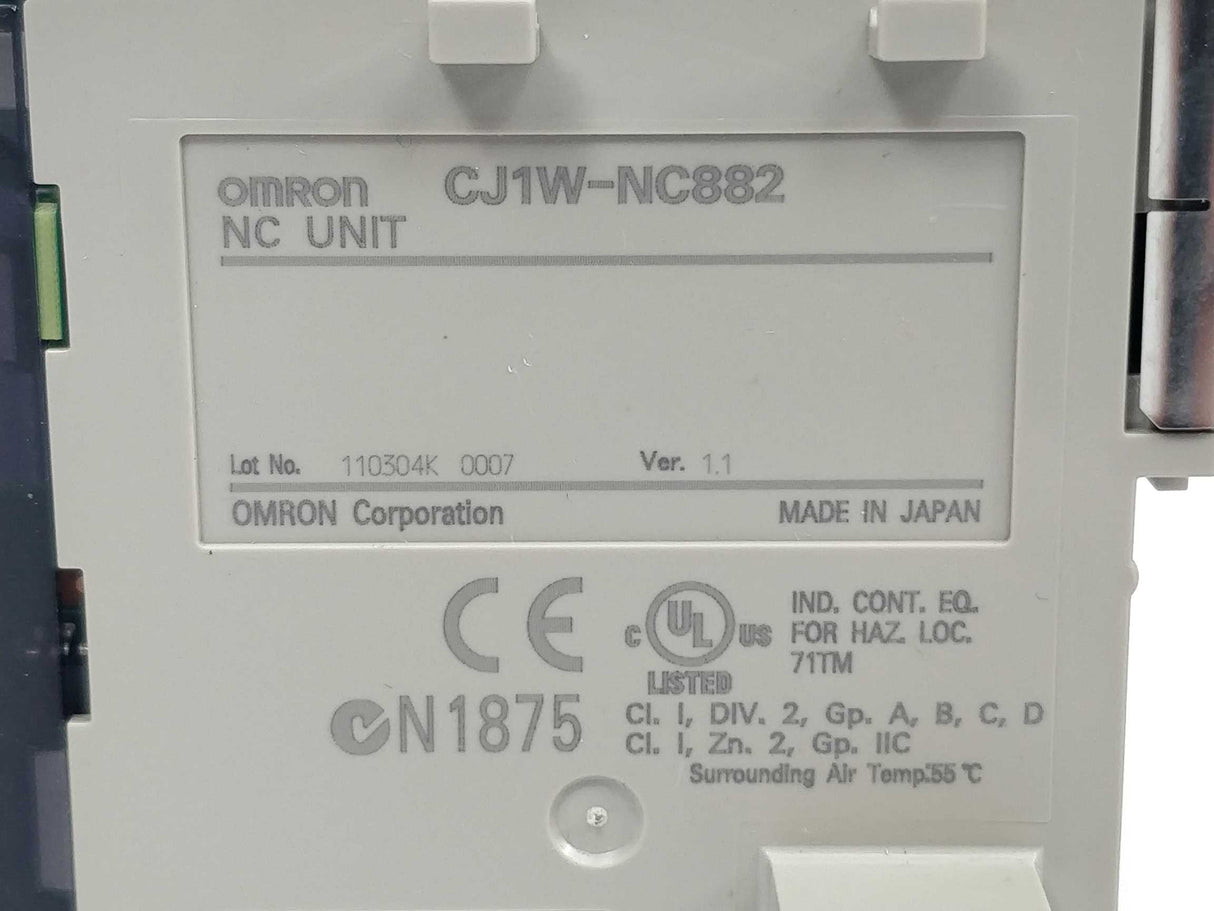 OMRON CJ1W-NC882
NC UNIT
Lot No. 110304K 0007 Ver. 1.1
OMRON Corporation MADE IN JAPAN
CE
C UL US
LISTED
IND. CONT. EQ.
FOR HAZ. LOC.
71TM
N1875
Cl. I, DIV. 2, Gp. A, B, C, D
Cl. I, Zn. 2, Gp. IIC
Surrounding Air Temp.:55 ℃